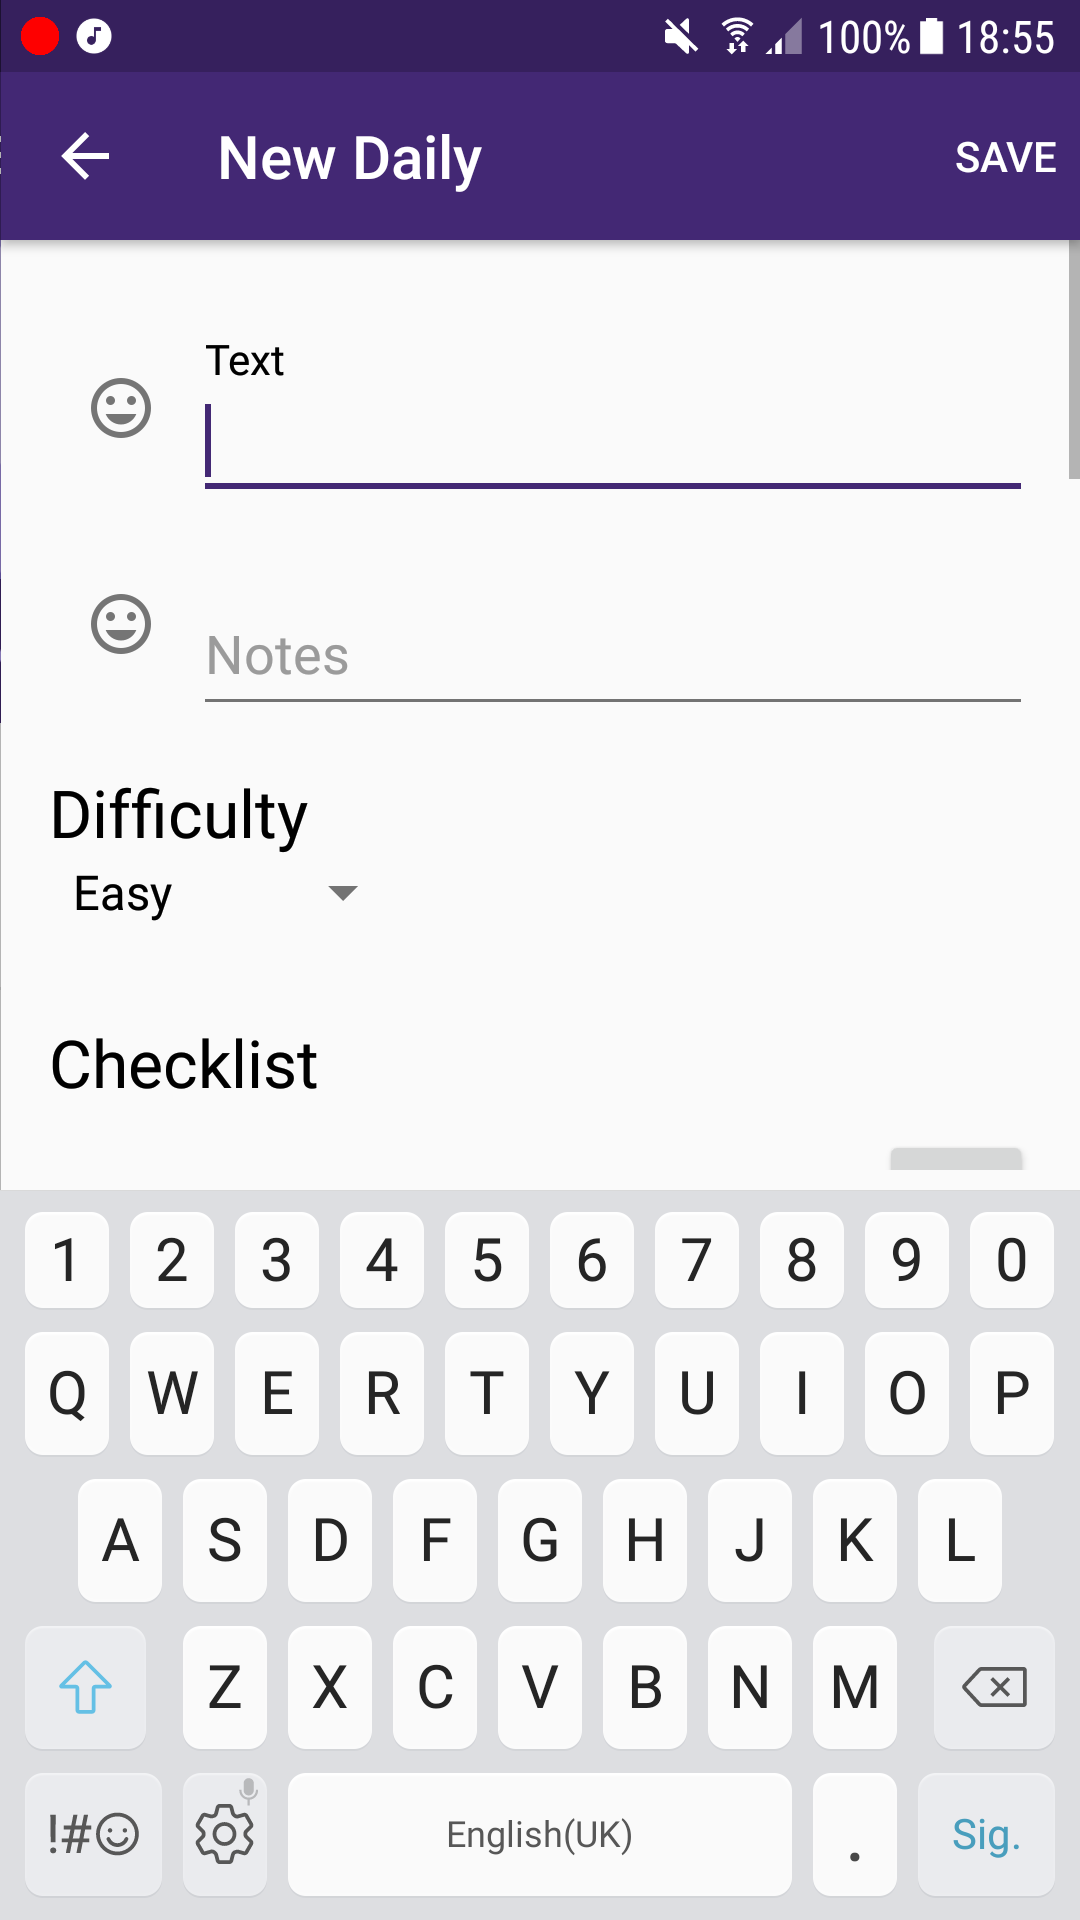 100% 18:55
New Daily
SAVE
Text
Notes
Difficulty
Easy
Checklist
1 2 3 4 5 6 7 8 9 0
Q W E R T Y U I O P
A S D F G H J K L
Z X C V B N M
!#☺ English(UK) . Sig.